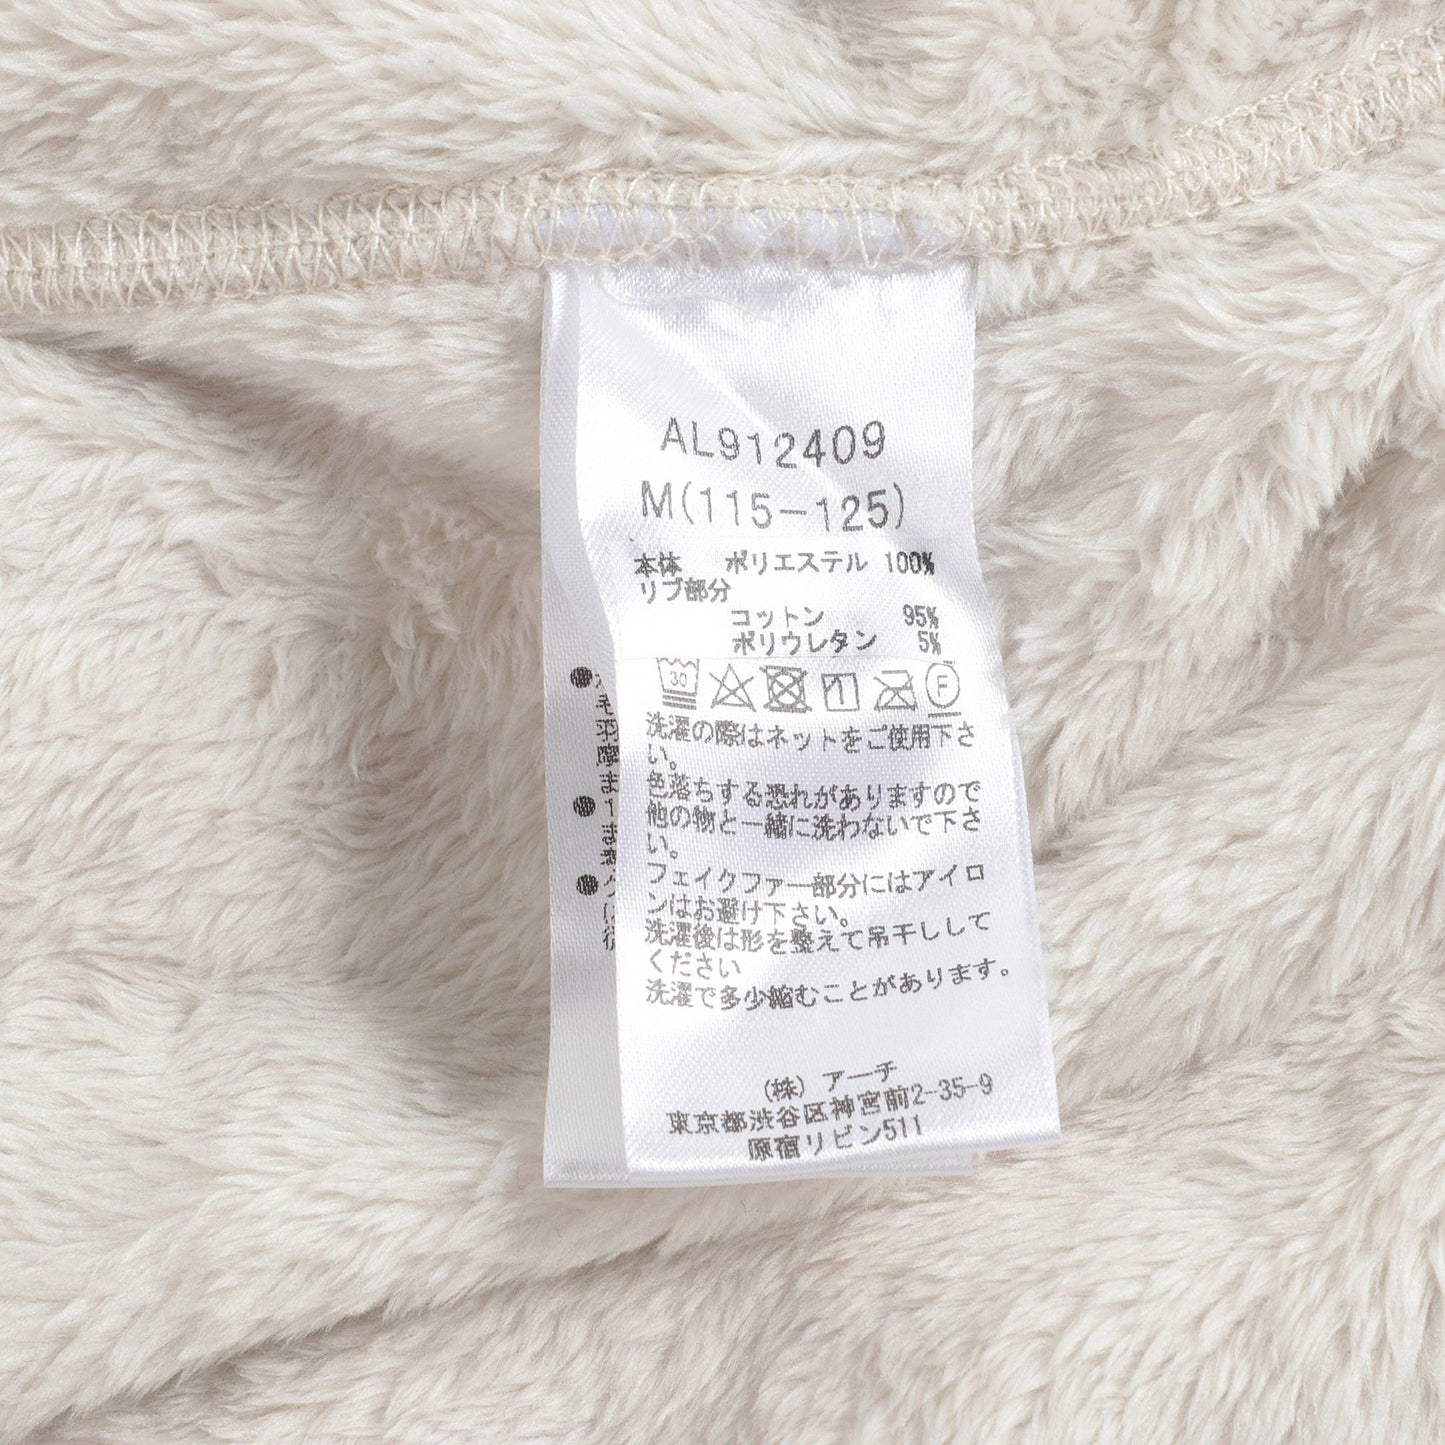 AL912409
M(115-125)
本体 ポリエステル 100%
リブ部分
コットン 95%
ポリウレタン 5%
30
F
洗濯の際はネットをご使用下さ
い。
色落ちする恐れがありますので
他の物と一緒に洗わないで下さ
い。
フェイクファー部分にはアイロ
ンはお避け下さい。
洗濯後は形を整えて吊干しして
ください
洗濯で多少縮むことがあります。
(株) アーチ
東京都渋谷区神宮前2-35-9
原宿リビン511